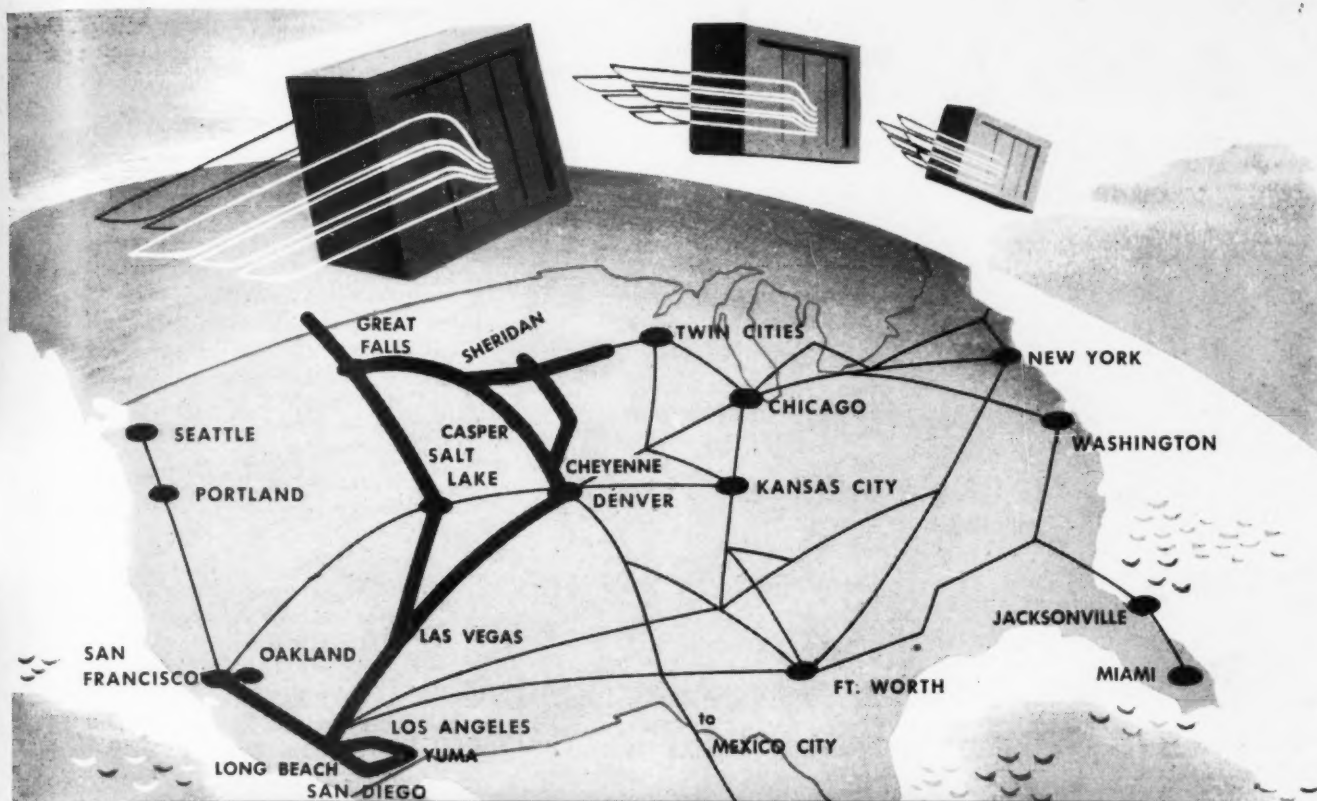 GREAT
FALLS
SHERIDAN
TWIN CITIES
NEW YORK
CHICAGO
SEATTLE
WASHINGTON
CASPER
SALT
LAKE
CHEYENNE
PORTLAND
DENVER
KANSAS CITY
JACKSONVILLE
LAS VEGAS
SAN
FRANCISCO
OAKLAND
MIAMI
FT. WORTH
LOS ANGELES
to
MEXICO CITY
YUMA
LONG BEACH
SAN DIEGO